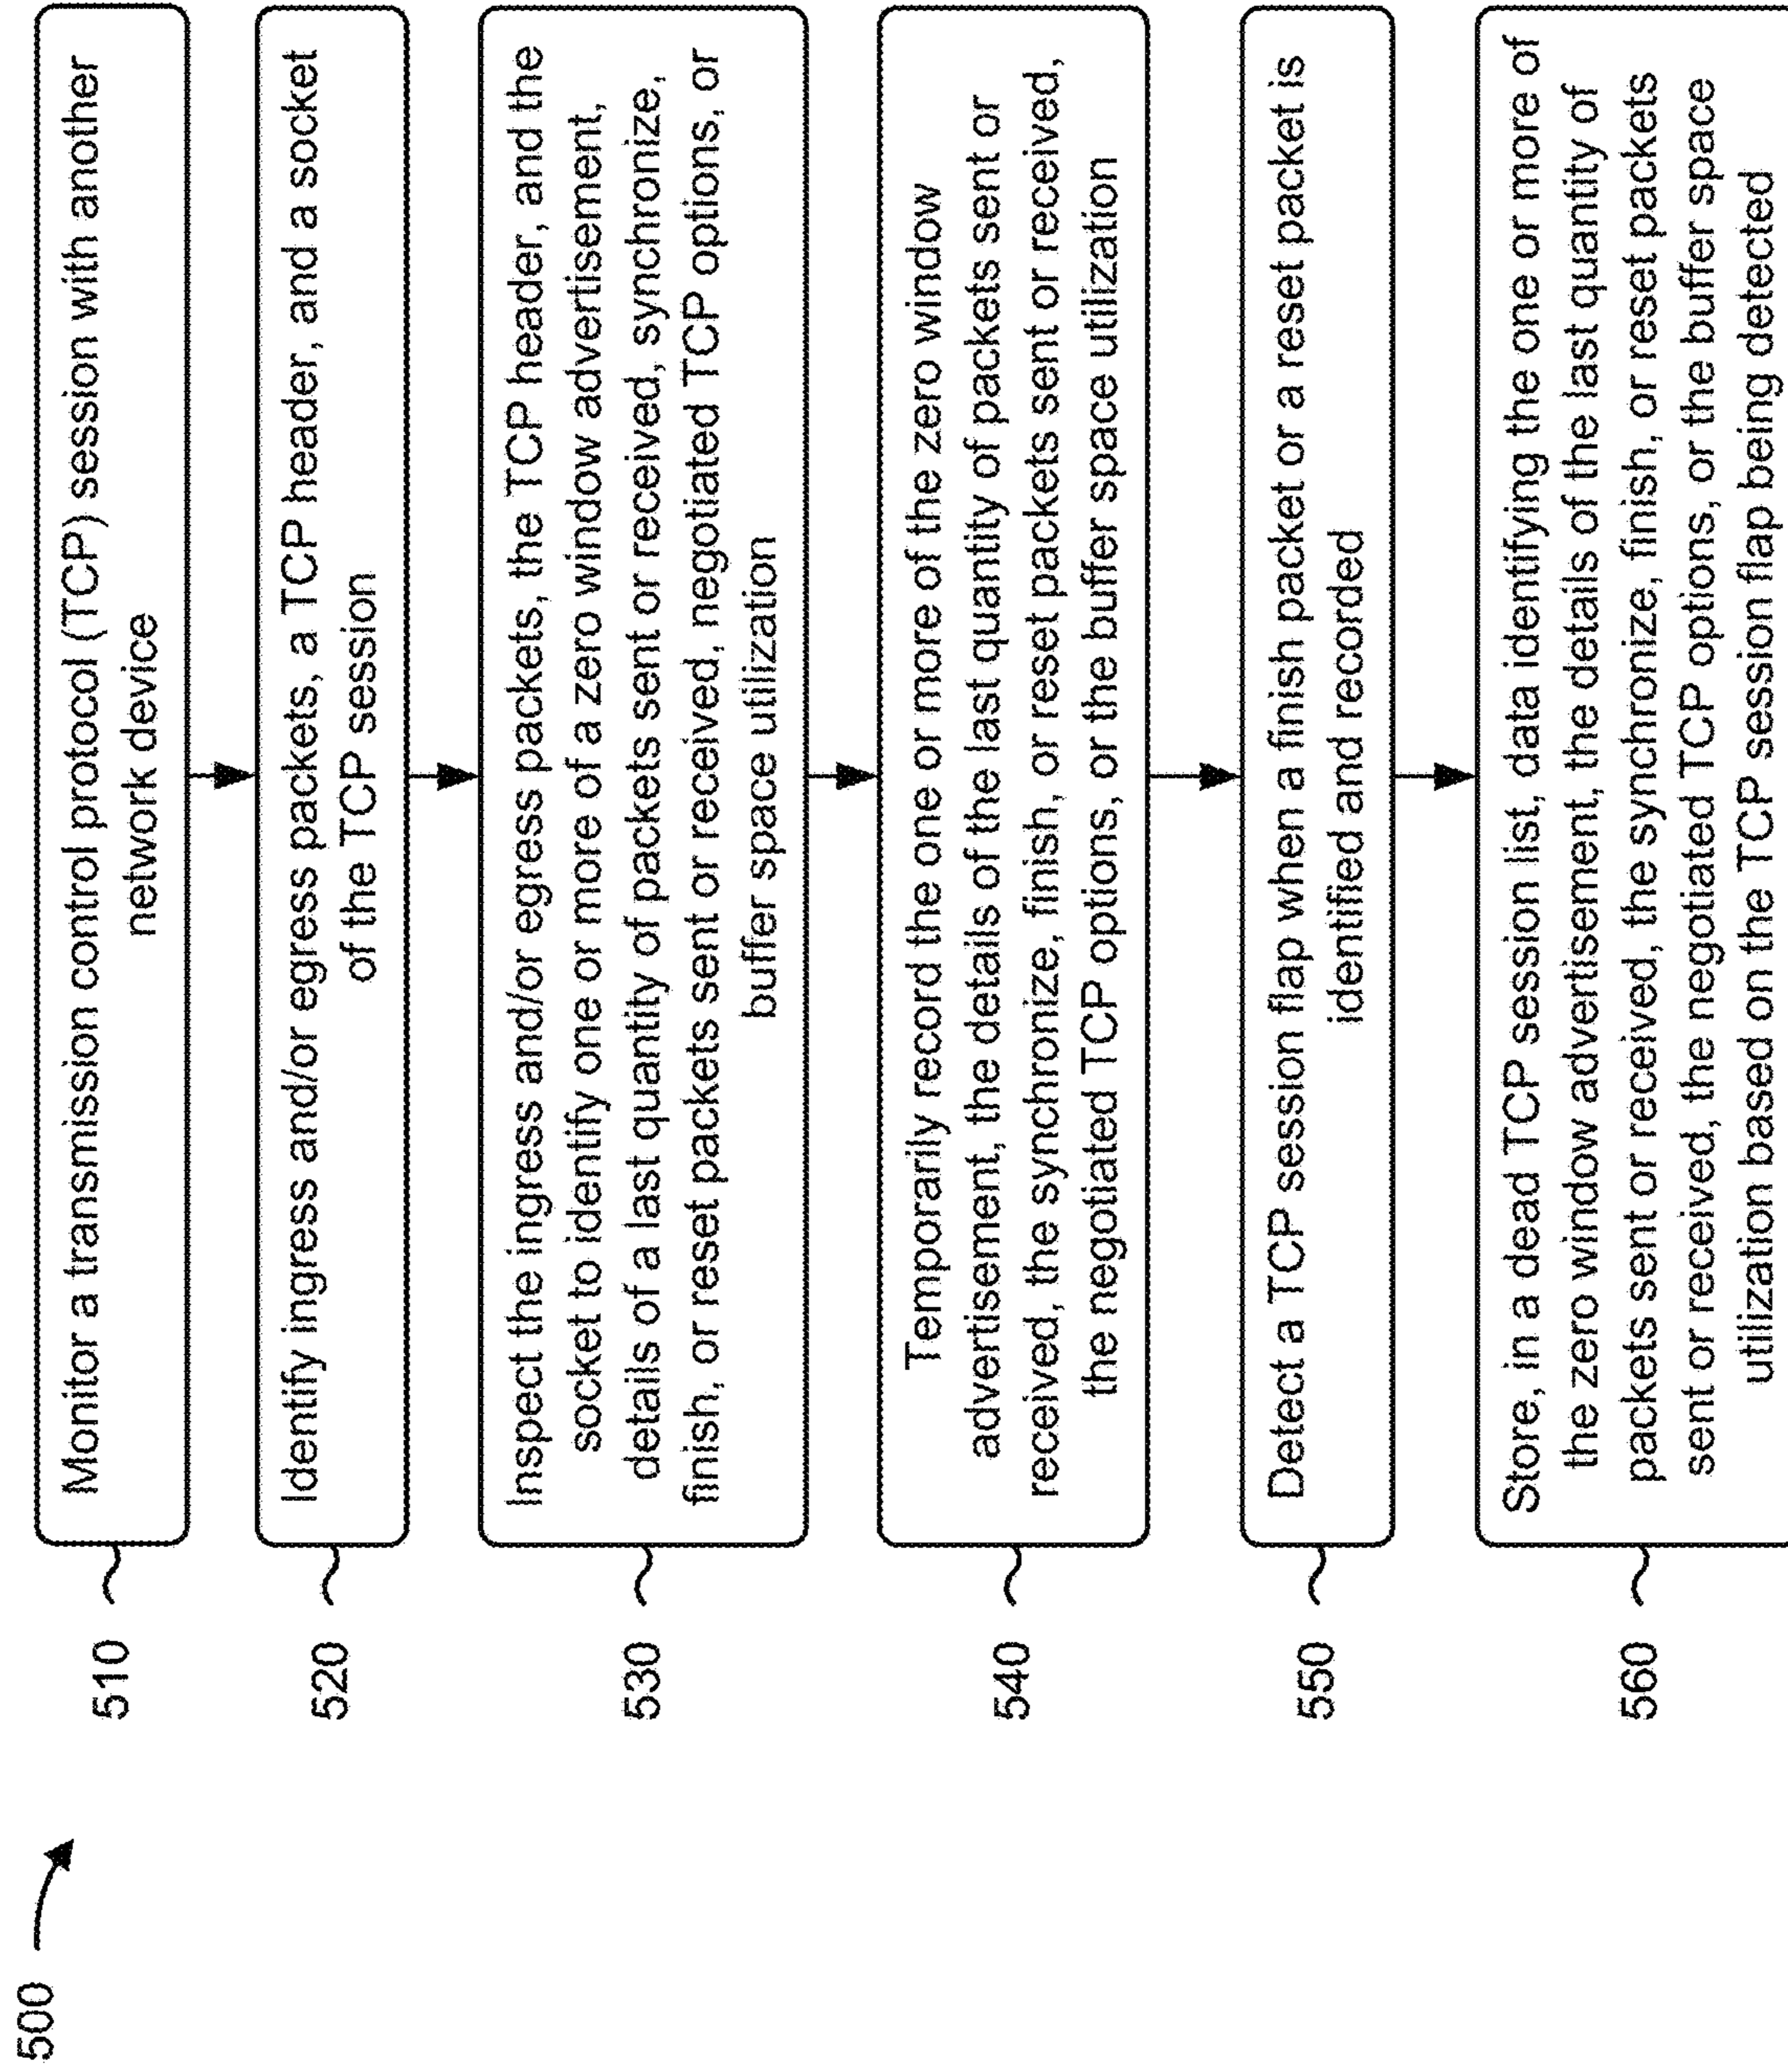 500
510
Monitor a transmission control protocol (TCP) session with another
network device
520
Identify ingress and/or egress packets, a TCP header, and a socket
of the TCP session
530
Inspect the ingress and/or egress packets, the TCP header, and the
socket to identify one or more of a zero window advertisement,
details of a last quantity of packets sent or received, synchronize,
finish, or reset packets sent or received, negotiated TCP options, or
buffer space utilization
540
Temporarily record the one or more of the zero window
advertisement, the details of the last quantity of packets sent or
received, the synchronize, finish, or reset packets sent or received,
the negotiated TCP options, or the buffer space utilization
550
Detect a TCP session flap when a finish packet or a reset packet is
identified and recorded
560
Store, in a dead TCP session list, data identifying the one or more of
the zero window advertisement, the details of the last quantity of
packets sent or received, the synchronize, finish, or reset packets
sent or received, the negotiated TCP options, or the buffer space
utilization based on the TCP session flap being detected